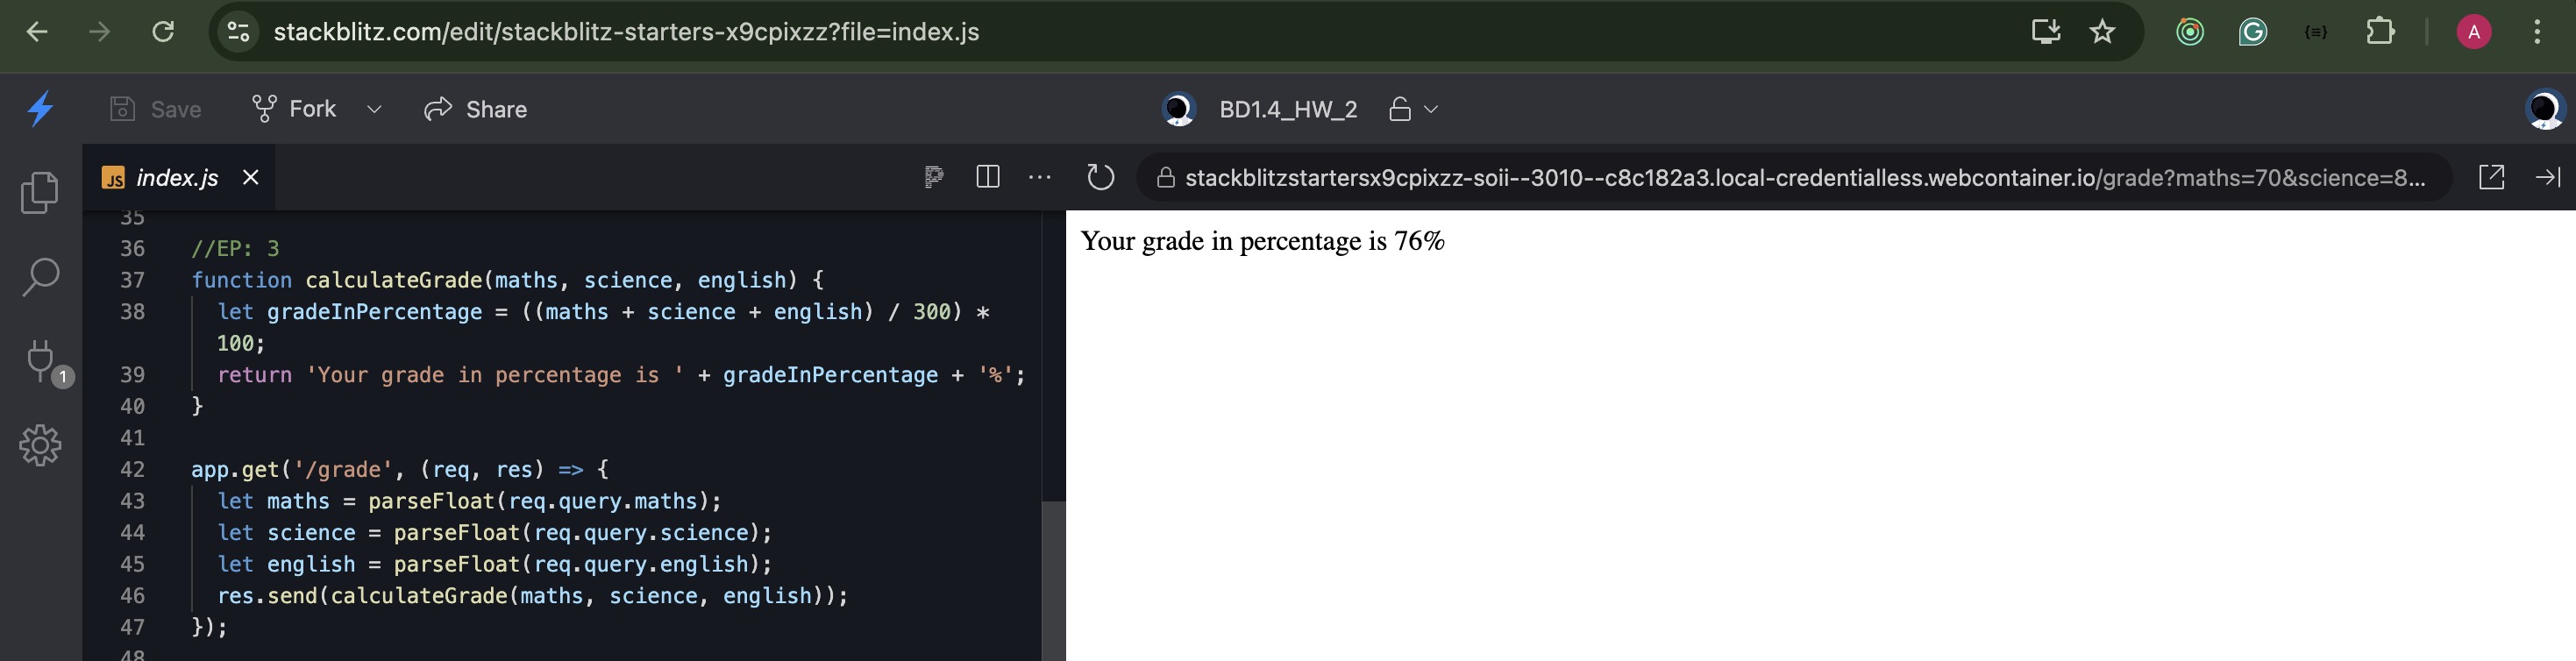 stackblitz.com/edit/stackblitz-starters-x9cpixzz?file=index.js
A
Save
Fork
Share
BD1.4_HW_2
JS index.js
stackblitzstartersx9cpixzz-soii--3010--c8c182a3.local-credentialless.webcontainer.io/grade?maths=70&science=8...
1
35
36 //EP: 3
37 function calculateGrade(maths, science, english) {
38 let gradeInPercentage = ((maths + science + english) / 300) *
100;
39 return 'Your grade in percentage is ' + gradeInPercentage + '%';
40 }
41
42 app.get('/grade', (req, res) => {
43 let maths = parseFloat(req.query.maths);
44 let science = parseFloat(req.query.science);
45 let english = parseFloat(req.query.english);
46 res.send(calculateGrade(maths, science, english));
47 });
48
Your grade in percentage is 76%